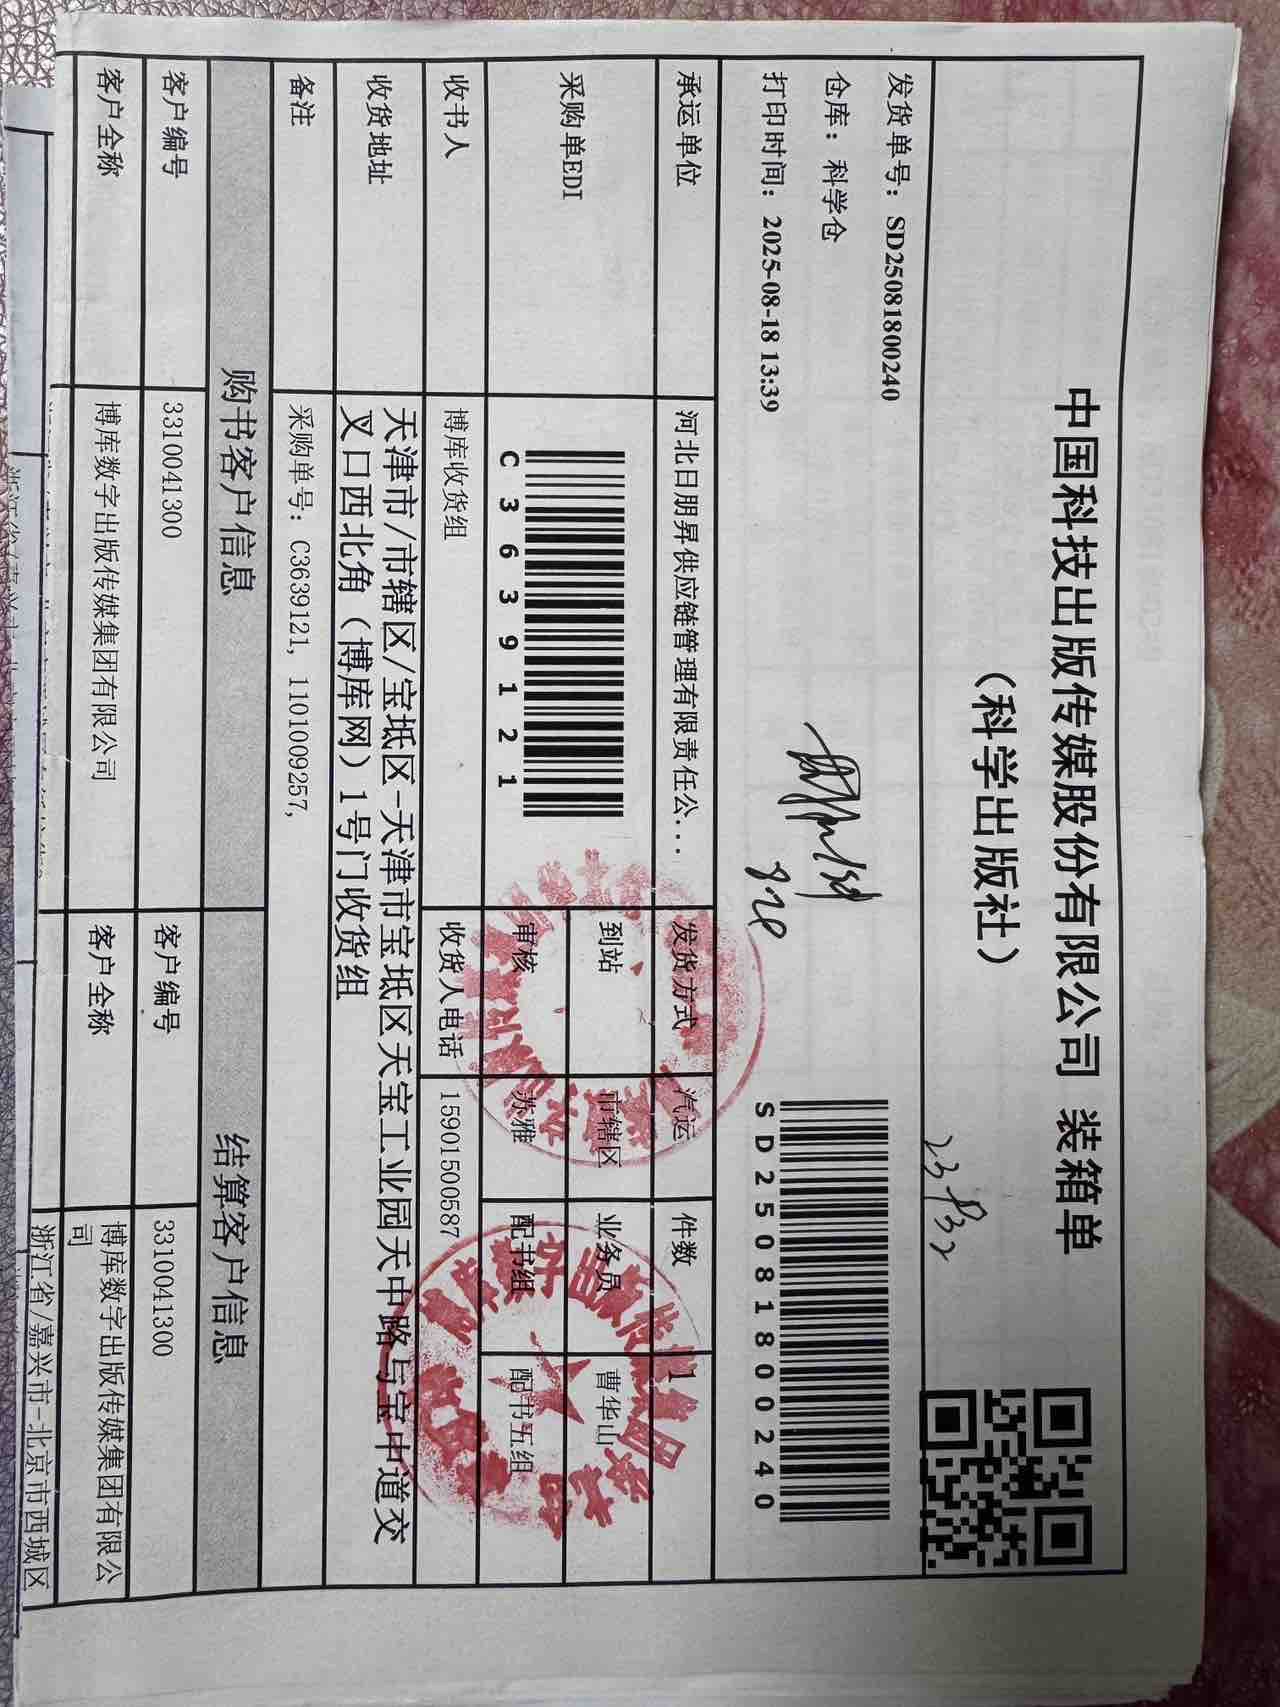 中国科技出版传媒股份有限公司 装箱单
（科学出版社）
发货单号：SD25081800240
仓库：科学仓
打印时间：2025-08-18 13:39
SD25081800240
承运单位 河北日朋昇供应链管理有限责任公... 发货方式 汽运 件数 1
采购单EDI C3639121 到站 市辖区 业务员 曹华山
审核 苏雅 配书组 配书五组
收书人 博库收货组 收货人电话 15901500587
收货地址 天津市/市辖区/宝坻区-天津市宝坻区天宝工业园天中路与宝中道交
叉口西北角（博库网）1号门收货组
备注 采购单号：C3639121, 1101009257,
购书客户信息 结算客户信息
客户编号 3310041300 客户编号 3310041300
客户全称 博库数字出版传媒集团有限公司 客户全称 博库数字出版传媒集团有限公
司
浙江省/嘉兴市-北京市西城区